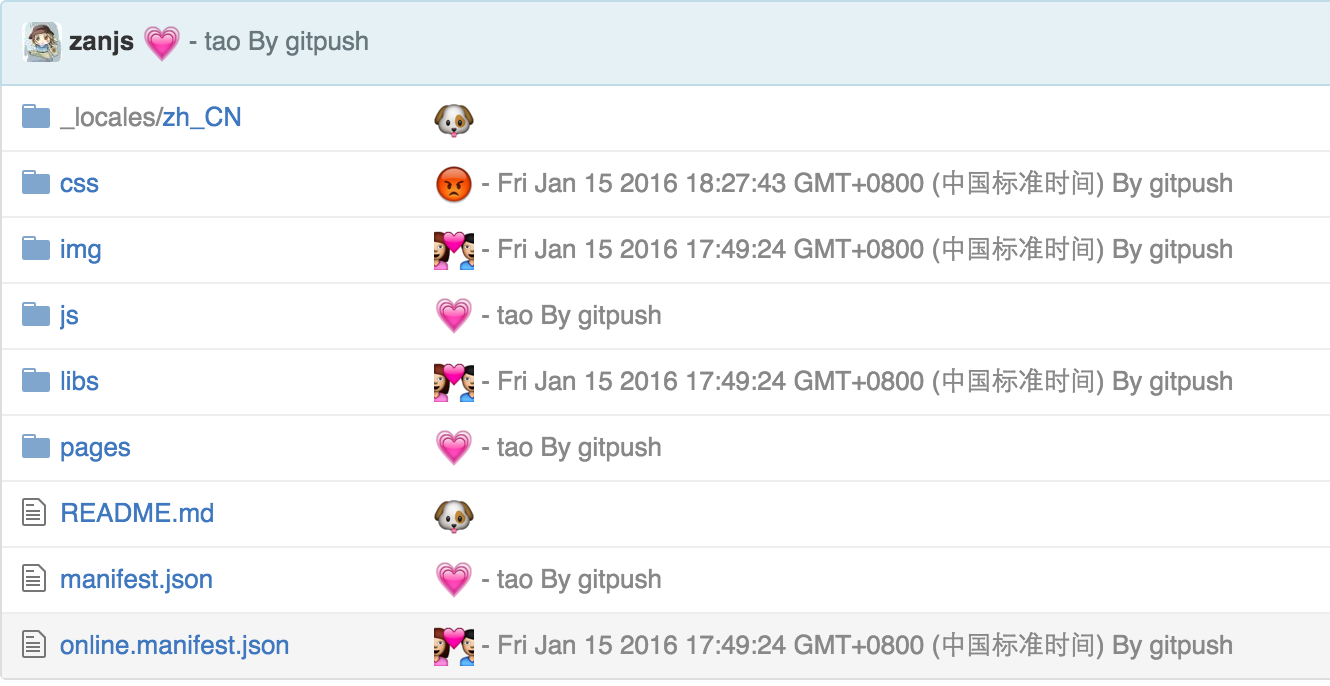 zanjs 💗 - tao By gitpush
_locales/zh_CN 🐶
css 😡 - Fri Jan 15 2016 18:27:43 GMT+0800 (中国标准时间) By gitpush
img 💑 - Fri Jan 15 2016 17:49:24 GMT+0800 (中国标准时间) By gitpush
js 💗 - tao By gitpush
libs 💑 - Fri Jan 15 2016 17:49:24 GMT+0800 (中国标准时间) By gitpush
pages 💗 - tao By gitpush
README.md 🐶
manifest.json 💗 - tao By gitpush
online.manifest.json 💑 - Fri Jan 15 2016 17:49:24 GMT+0800 (中国标准时间) By gitpush